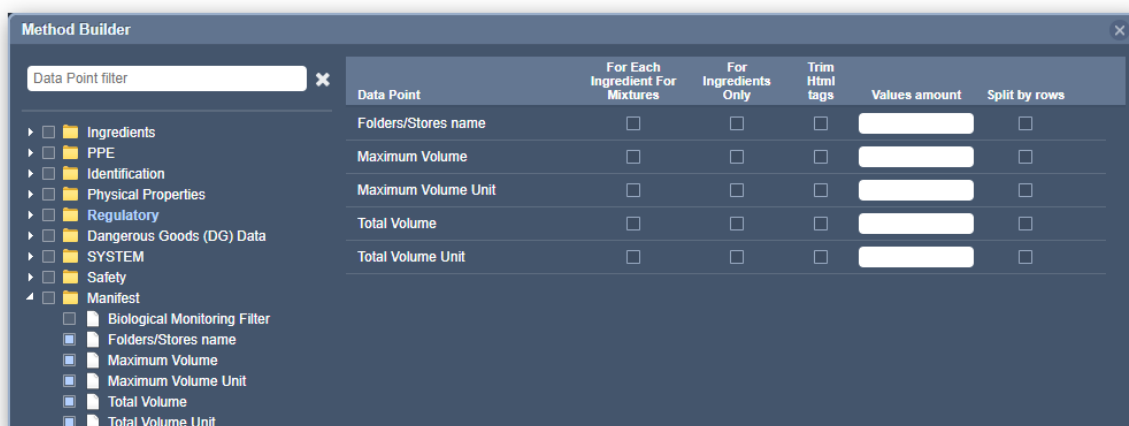 Method Builder
Data Point filter
Ingredients
PPE
Identification
Physical Properties
Regulatory
Dangerous Goods (DG) Data
SYSTEM
Safety
Manifest
Biological Monitoring Filter
Folders/Stores name
Maximum Volume
Maximum Volume Unit
Total Volume
Total Volume Unit
Data Point
For Each
Ingredient For
Mixtures
For
Ingredients
Only
Trim
Html
tags
Values amount
Split by rows
Folders/Stores name
Maximum Volume
Maximum Volume Unit
Total Volume
Total Volume Unit